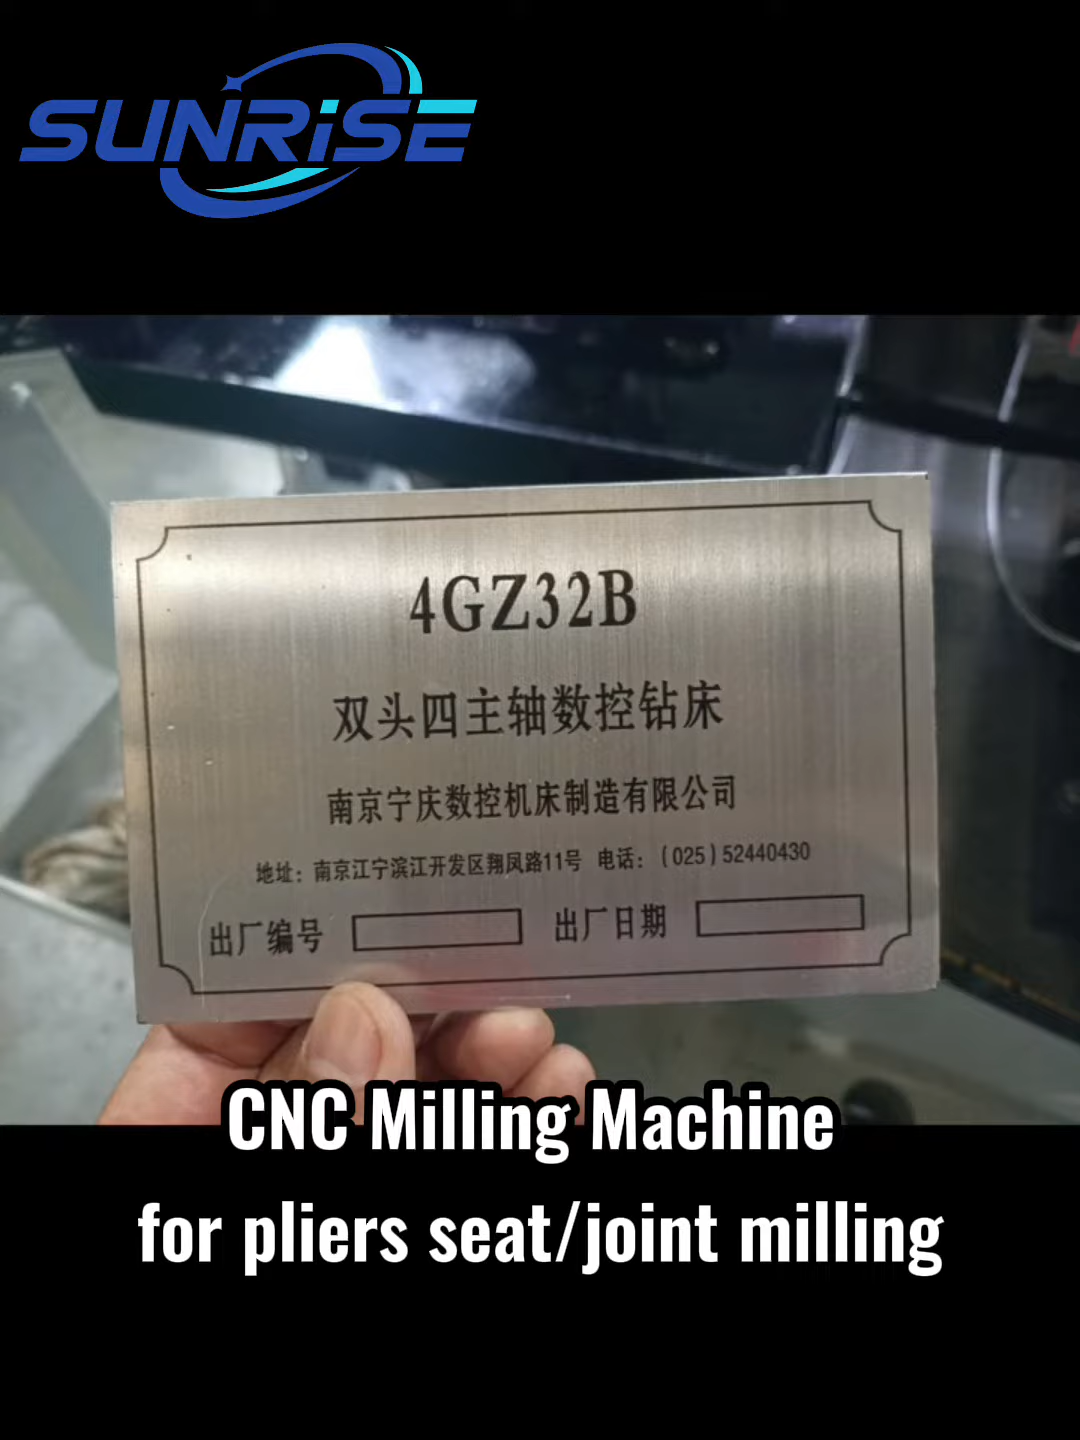 SUNRiSE
4GZ32B
双头四主轴数控钻床
南京宁庆数控机床制造有限公司
地址：南京江宁滨江开发区翔凤路11号 电话：(025)52440430
出厂编号 出厂日期
CNC Milling Machine
for pliers seat/joint milling